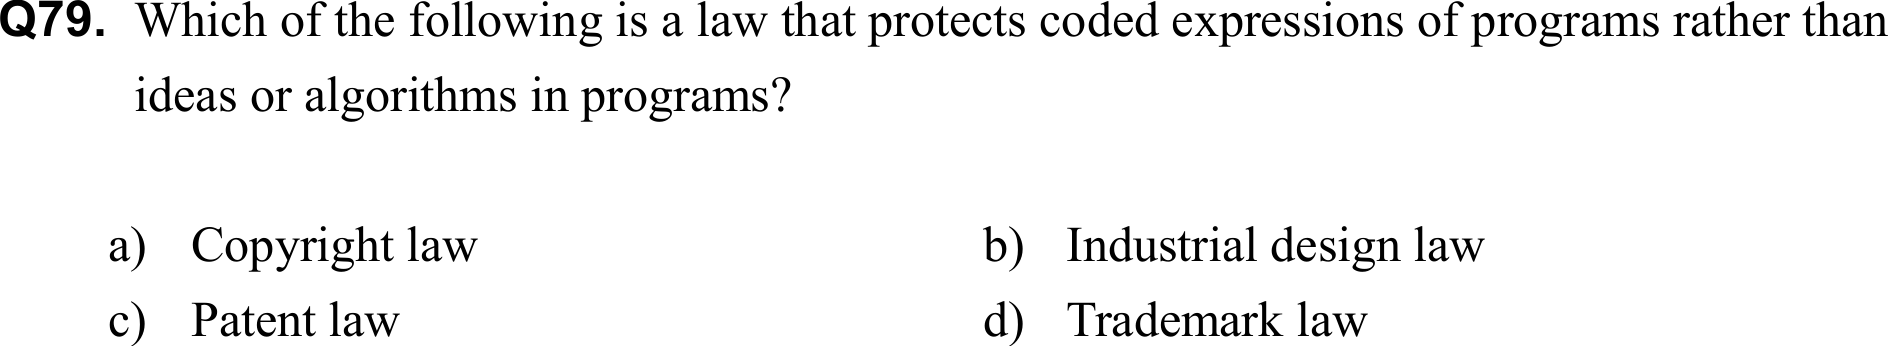 Q79. Which of the following is a law that protects coded expressions of programs rather than
ideas or algorithms in programs?
a) Copyright law b) Industrial design law
c) Patent law d) Trademark law